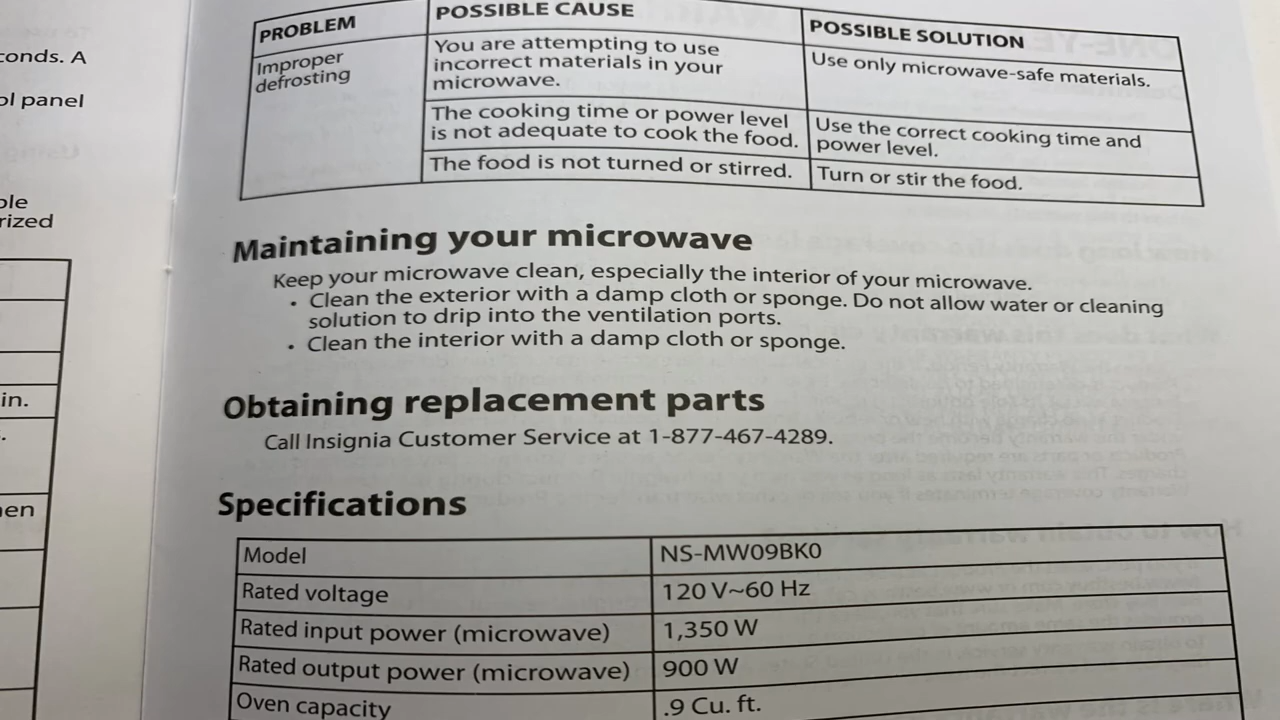 conds. A
ol panel
ple
rized
in.
nen
PROBLEM
POSSIBLE CAUSE
POSSIBLE SOLUTION
Improper
defrosting
You are attempting to use
incorrect materials in your
microwave.
Use only microwave-safe materials.
The cooking time or power level
is not adequate to cook the food.
Use the correct cooking time and
power level.
The food is not turned or stirred.
Turn or stir the food.
Maintaining your microwave
Keep your microwave clean, especially the interior of your microwave.
• Clean the exterior with a damp cloth or sponge. Do not allow water or cleaning
solution to drip into the ventilation ports.
• Clean the interior with a damp cloth or sponge.
Obtaining replacement parts
Call Insignia Customer Service at 1-877-467-4289.
Specifications
Model
NS-MW09BK0
Rated voltage
120 V~60 Hz
Rated input power (microwave)
1,350 W
Rated output power (microwave)
900 W
Oven capacity
.9 Cu. ft.